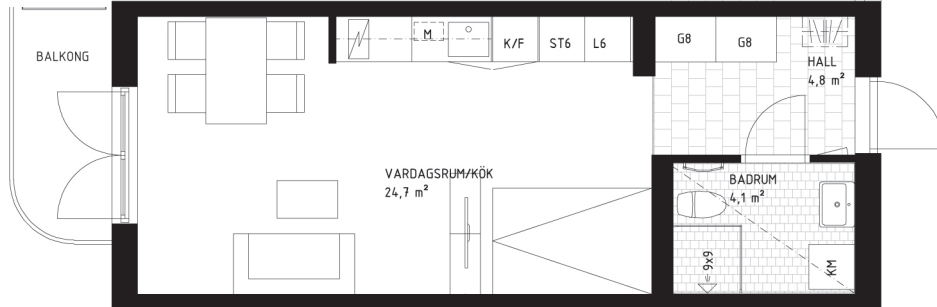 BALKONG
M
K/F
ST6
L6
G8
G8
HALL
4,8 m²
VARDAGSRUM/KÖK
24,7 m²
BADRUM
4,1 m²
9x9
KM